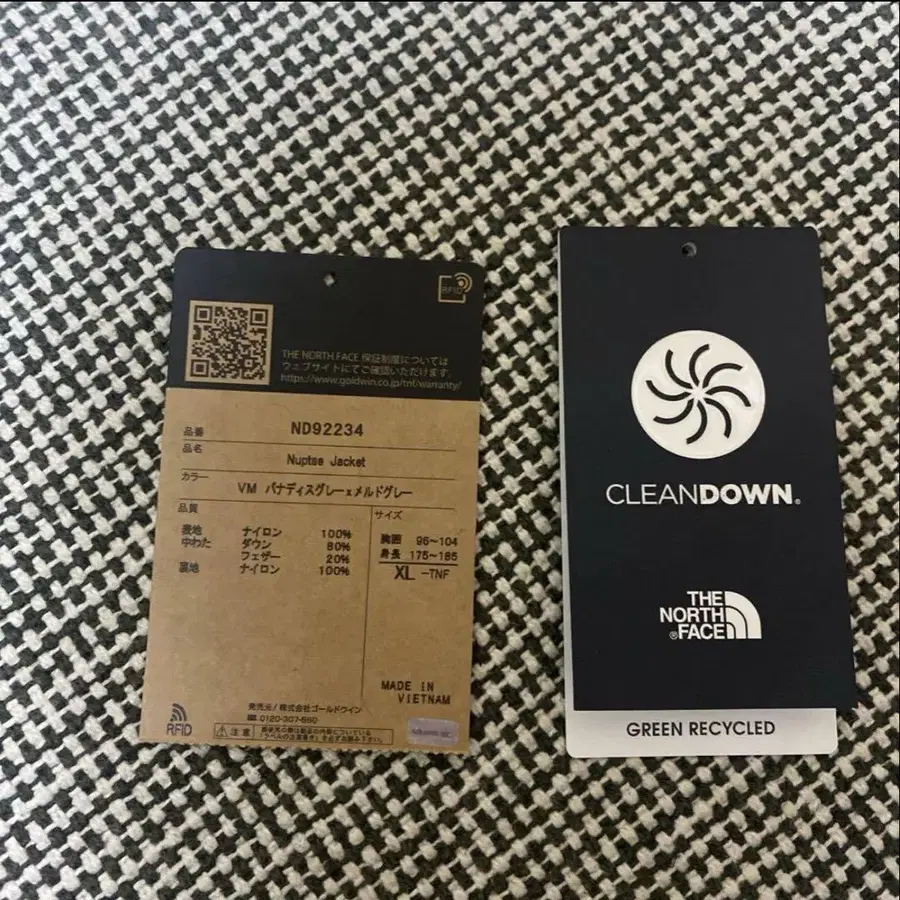 RFID
THE NORTH FACE 保証制度については
ウェブサイトにてご確認いただけます。
https://www.goldwin.co.jp/tnf/warranty/
品番 ND92234
品名 Nuptse Jacket
カラー
VM バナディスグレー×メルドグレー
品質
表地 ナイロン 100%
中わた ダウン 80%
フェザー 20%
裏地 ナイロン 100%
サイズ
胸囲 96~104
身長 175~185
XL -TNF
MADE IN
VIETNAM
発売元/株式会社ゴールドウイン
0120-307-560
RFID
注意
CLEANDOWN®
THE
NORTH
®FACE
GREEN RECYCLED